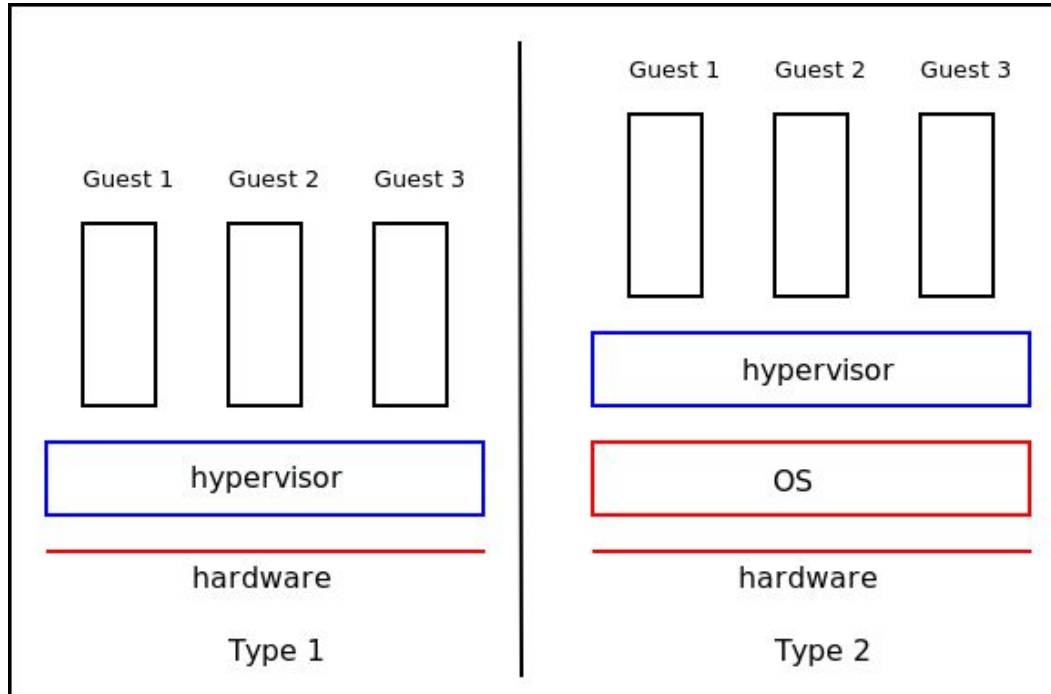 Guest 1 Guest 2 Guest 3
hypervisor
hardware
Type 1
Guest 1 Guest 2 Guest 3
hypervisor
OS
hardware
Type 2